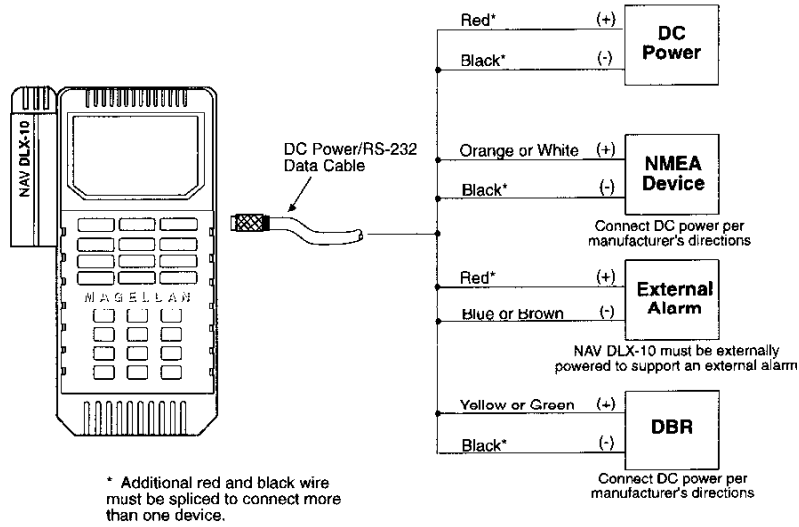 Red* (+)
DC
Power
Black* (-)
NAV DLX-10
DC Power/RS-232
Data Cable
Orange or White (+)
NMEA
Device
Black* (-)
Connect DC power per
manufacturer's directions
MAGELLAN
Red* (+)
External
Alarm
Blue or Brown (-)
NAV DLX-10 must be externally
powered to support an external alarm
Yellow or Green (+)
DBR
Black* (-)
Connect DC power per
manufacturer's directions
* Additional red and black wire
must be spliced to connect more
than one device.